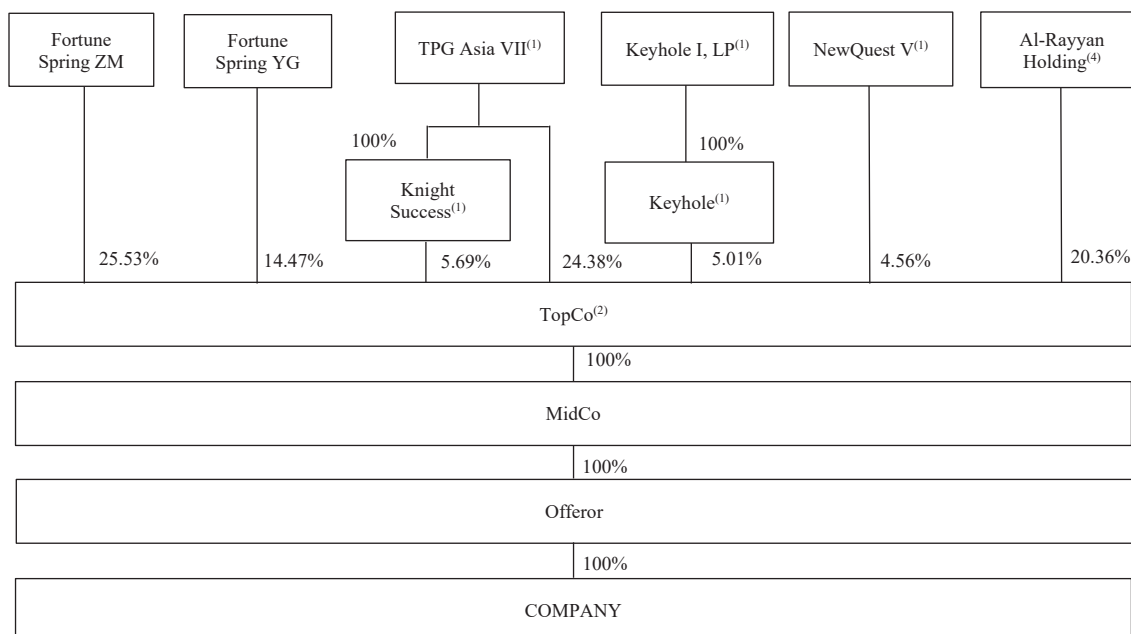 Fortune
Spring ZM
Fortune
Spring YG
TPG Asia VII(1)
Keyhole I, LP(1)
NewQuest V(1)
Al-Rayyan
Holding(4)
100%
100%
Knight
Success(1)
Keyhole(1)
25.53%
14.47%
5.69%
24.38%
5.01%
4.56%
20.36%
TopCo(2)
100%
MidCo
100%
Offeror
100%
COMPANY